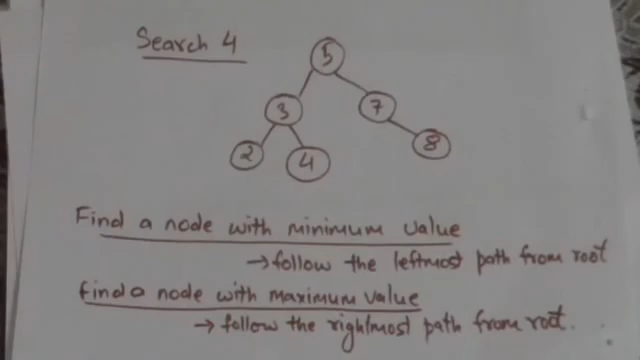 Search 4
5
3
7
2
4
8
Find a node with minimum value
→follow the leftmost path from root
find a node with maximum value
→ follow the rightmost path from root.